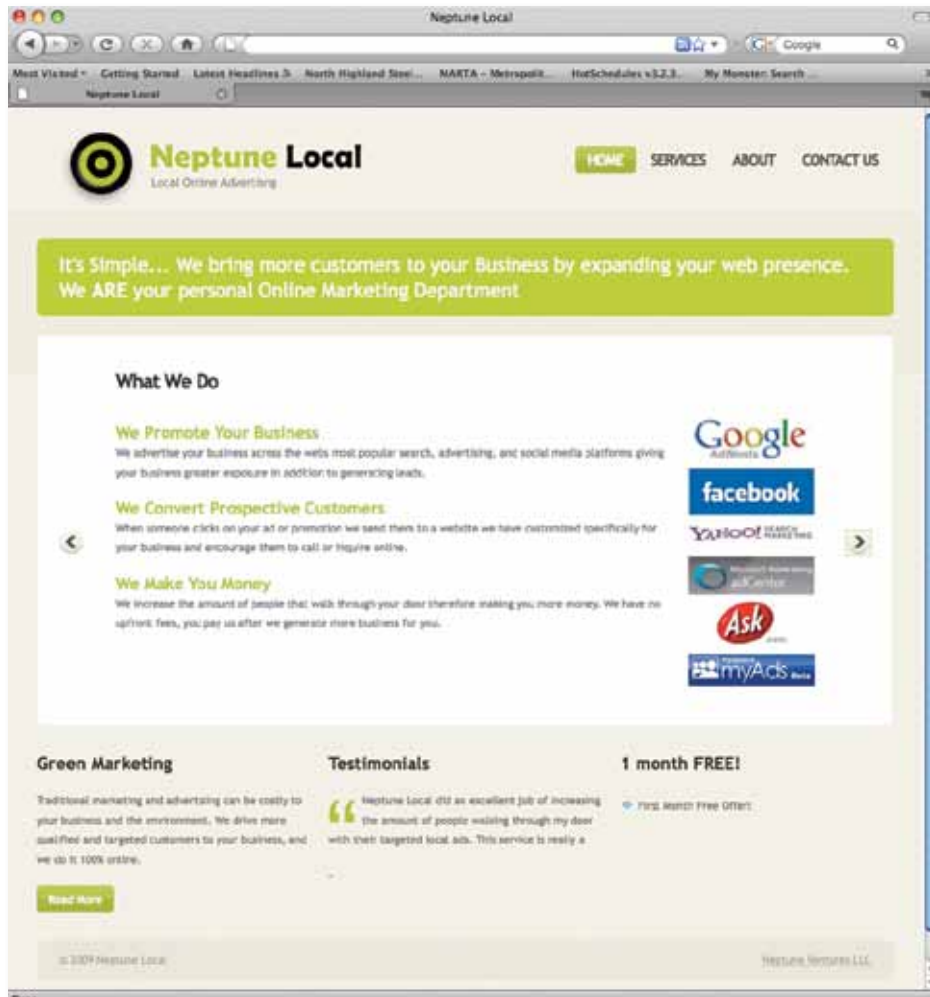 Neptune Local
Google
Most Visited Getting Started Latest Headlines North Highland Steel... MARTA - Metropolit... HotSchedules v3.2.3.. My Monster: Search ...
Neptune Local
Neptune Local
Local Online Advertising
HOME SERVICES ABOUT CONTACT US
It's Simple... We bring more customers to your Business by expanding your web presence.
We ARE your personal Online Marketing Department
What We Do
We Promote Your Business
We advertise your business across the webs most popular search, advertising, and social media platforms giving
your business greater exposure in addition to generating leads.
We Convert Prospective Customers
When someone clicks on your ad or promotion we send them to a website we have customized specifically for
your business and encourage them to call or inquire online.
We Make You Money
We increase the amount of people that walk through your door therefore making you more money. We have no
upfront fees, you pay us after we generate more business for you.
Google
AdWords
facebook
YAHOO! SEARCH
MARKETING
Microsoft Advertising
adCenter
Ask
.com
myAds Beta
Green Marketing
Traditional marketing and advertising can be costly to
your business and the environment. We drive more
qualified and targeted customers to your business, and
we do it 100% online.
Read More
Testimonials
“ Neptune Local did an excellent job of increasing
the amount of people walking through my door
with their targeted local ads. This service is really a
1 month FREE!
First Month Free Offer!
© 2009 Neptune Local
Neptune Ventures LLC